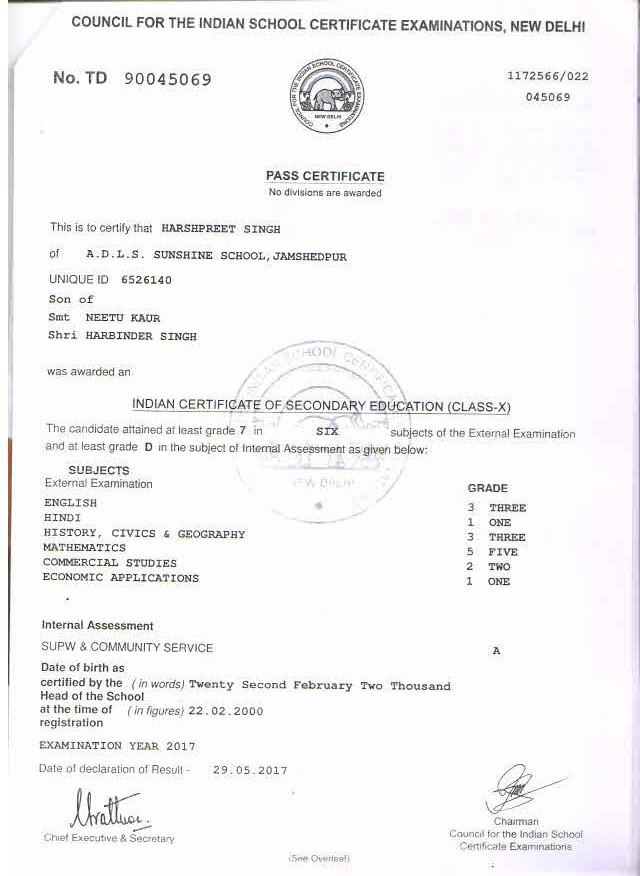 COUNCIL FOR THE INDIAN SCHOOL CERTIFICATE EXAMINATIONS, NEW DELHI
No. TD 90045069
1172566/022
045069
COUNCIL FOR THE INDIAN SCHOOL CERTIFICATE EXAMINATIONS
NEW DELHI
PASS CERTIFICATE
No divisions are awarded
This is to certify that HARSHPREET SINGH
of A.D.L.S. SUNSHINE SCHOOL, JAMSHEDPUR
UNIQUE ID 6526140
Son of
Smt NEETU KAUR
Shri HARBINDER SINGH
was awarded an
INDIAN CERTIFICATE OF SECONDARY EDUCATION (CLASS-X)
The candidate attained at least grade 7 in SIX subjects of the External Examination
and at least grade D in the subject of Internal Assessment as given below:
INDIAN SCHOOL CERTI
NEW DELHI
SUBJECTS
External Examination GRADE
ENGLISH 3 THREE
HINDI 1 ONE
HISTORY, CIVICS & GEOGRAPHY 3 THREE
MATHEMATICS 5 FIVE
COMMERCIAL STUDIES 2 TWO
ECONOMIC APPLICATIONS 1 ONE
Internal Assessment
SUPW & COMMUNITY SERVICE A
Date of birth as
certified by the (in words) Twenty Second February Two Thousand
Head of the School
at the time of (in figures) 22.02.2000
registration
EXAMINATION YEAR 2017
Date of declaration of Result - 29.05.2017
Chief Executive & Secretary
Chairman
Council for the Indian School
Certificate Examinations
(See Overleaf)